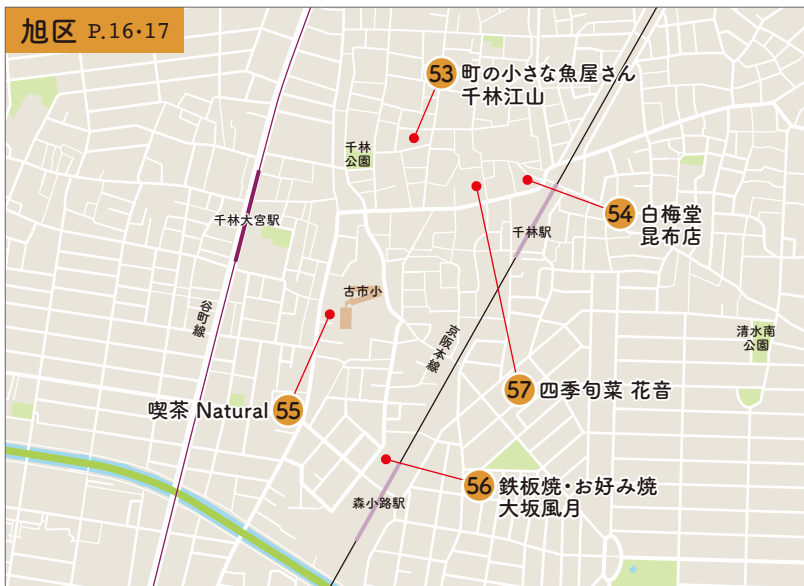 旭区 P.16・17
53 町の小さな魚屋さん
千林江山
千林
公園
54 白梅堂
昆布店
千林大宮駅
千林駅
古市小
谷町線
京阪本線
清水南
公園
57 四季旬菜 花音
喫茶 Natural 55
56 鉄板焼・お好み焼
大坂風月
森小路駅